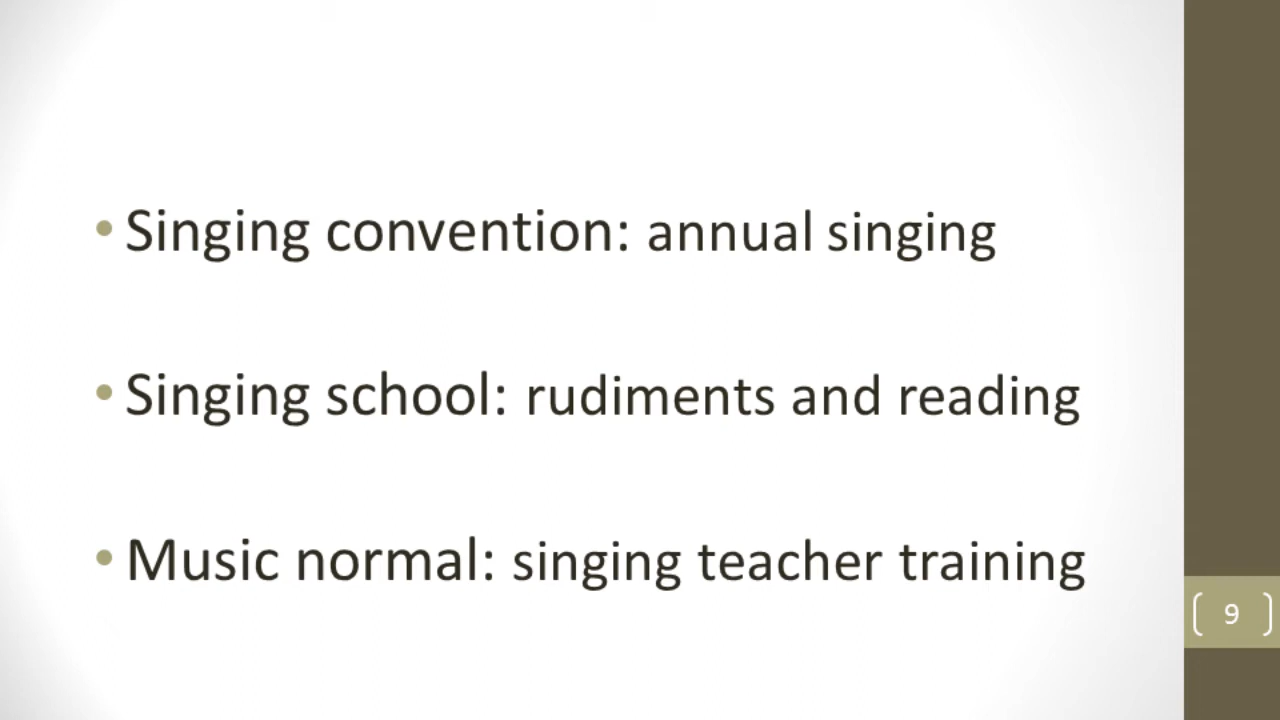 • Singing convention: annual singing
• Singing school: rudiments and reading
• Music normal: singing teacher training
9